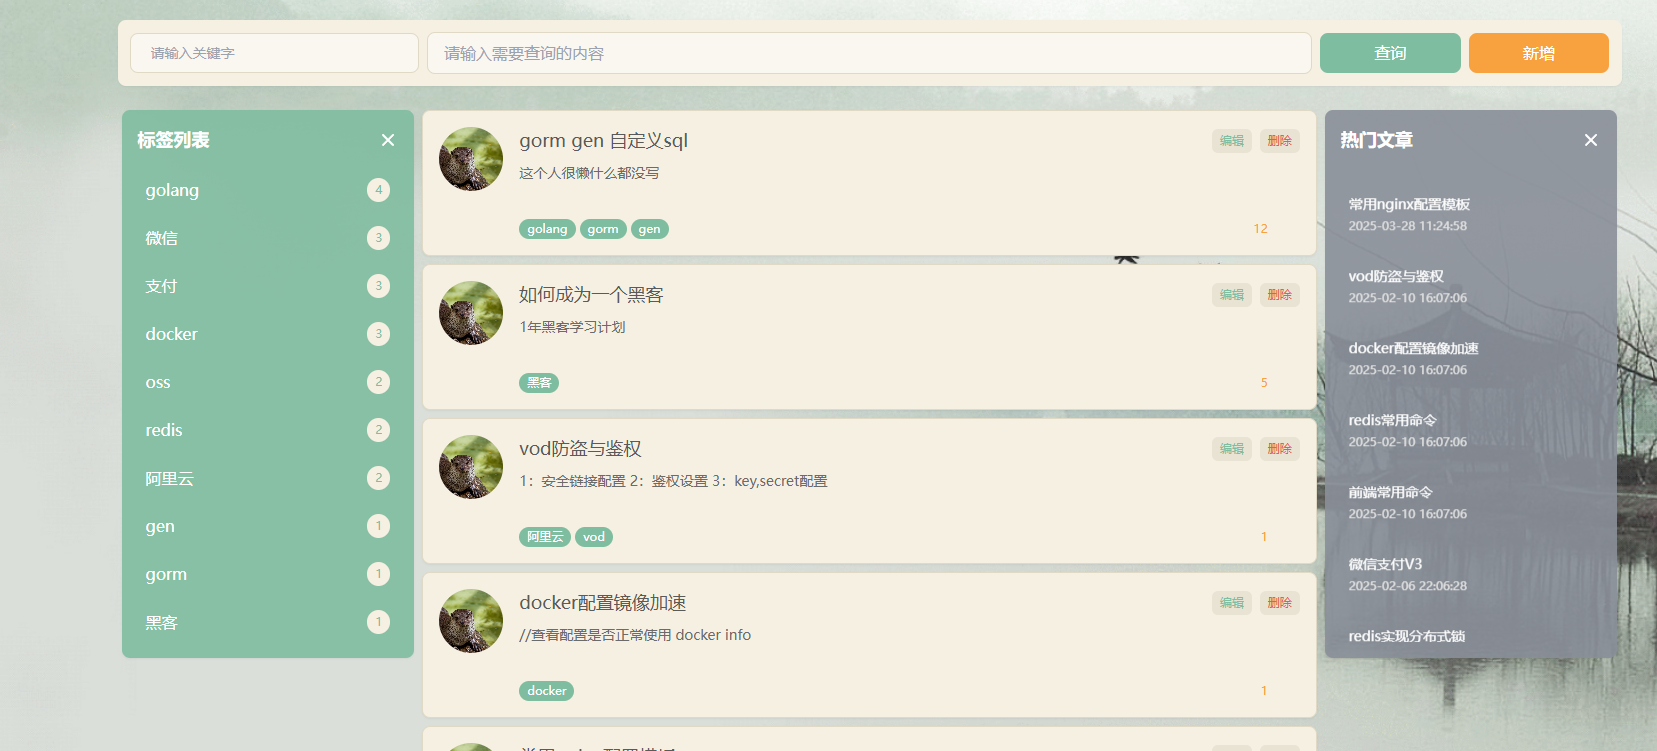 请输入关键字
请输入需要查询的内容
查询
新增
标签列表
golang 4
微信 3
支付 3
docker 3
oss 2
redis 2
阿里云 2
gen 1
gorm 1
黑客 1
gorm gen 自定义sql
编辑 删除
这个人很懒什么都没写
golang gorm gen
12
如何成为一个黑客
编辑 删除
1年黑客学习计划
黑客
5
vod防盗与鉴权
编辑 删除
1：安全链接配置 2：鉴权设置 3：key,secret配置
阿里云 vod
1
docker配置镜像加速
编辑 删除
//查看配置是否正常使用 docker info
docker
1
热门文章
常用nginx配置模板
2025-03-28 11:24:58
vod防盗与鉴权
2025-02-10 16:07:06
docker配置镜像加速
2025-02-10 16:07:06
redis常用命令
2025-02-10 16:07:06
前端常用命令
2025-02-10 16:07:06
微信支付V3
2025-02-06 22:06:28
redis实现分布式锁